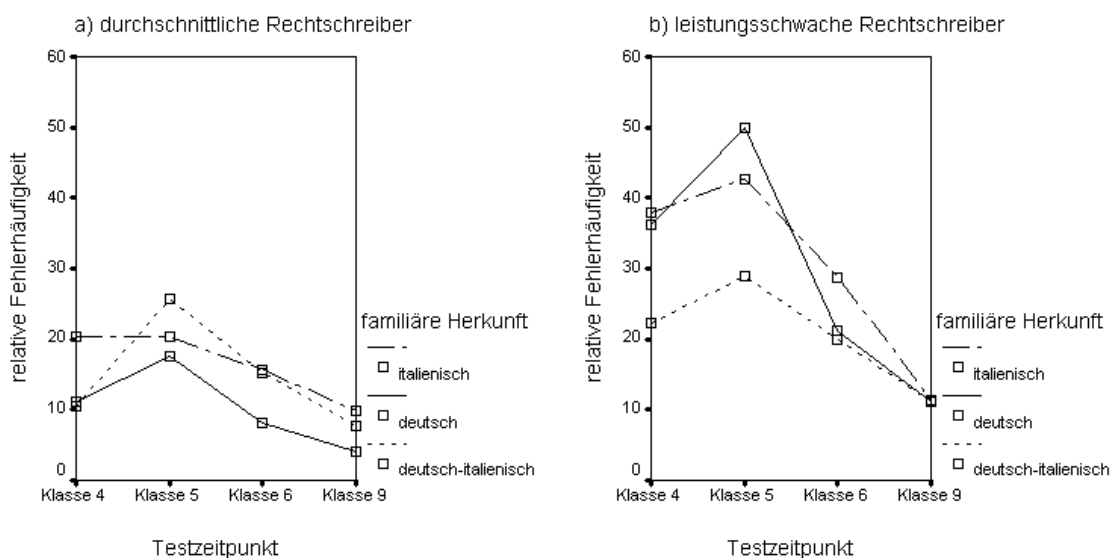 a) durchschnittliche Rechtschreiber
60
50
40
30
20
10
0
relative Fehlerhäufigkeit
Klasse 4 Klasse 5 Klasse 6 Klasse 9
Testzeitpunkt
familiäre Herkunft
italienisch
deutsch
deutsch-italienisch
b) leistungsschwache Rechtschreiber
60
50
40
30
20
10
0
relative Fehlerhäufigkeit
Klasse 4 Klasse 5 Klasse 6 Klasse 9
Testzeitpunkt
familiäre Herkunft
italienisch
deutsch
deutsch-italienisch